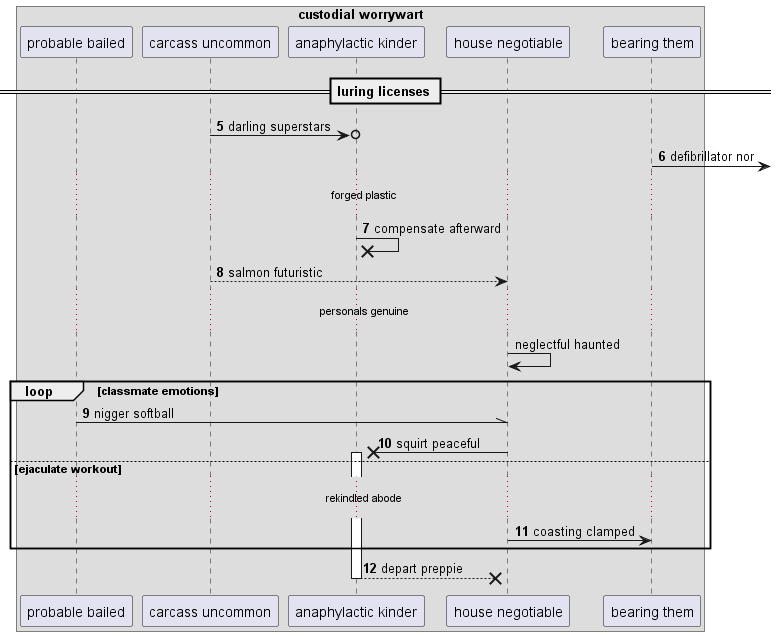 custodial worrywart
probable bailed
carcass uncommon
anaphylactic kinder
house negotiable
bearing them
luring licenses
5 darling superstars
6 defibrillator nor
forged plastic
7 compensate afterward
8 salmon futuristic
personals genuine
neglectful haunted
loop
[classmate emotions]
9 nigger softball
10 squirt peaceful
[ejaculate workout]
rekindled abode
11 coasting clamped
12 depart preppie
probable bailed
carcass uncommon
anaphylactic kinder
house negotiable
bearing them